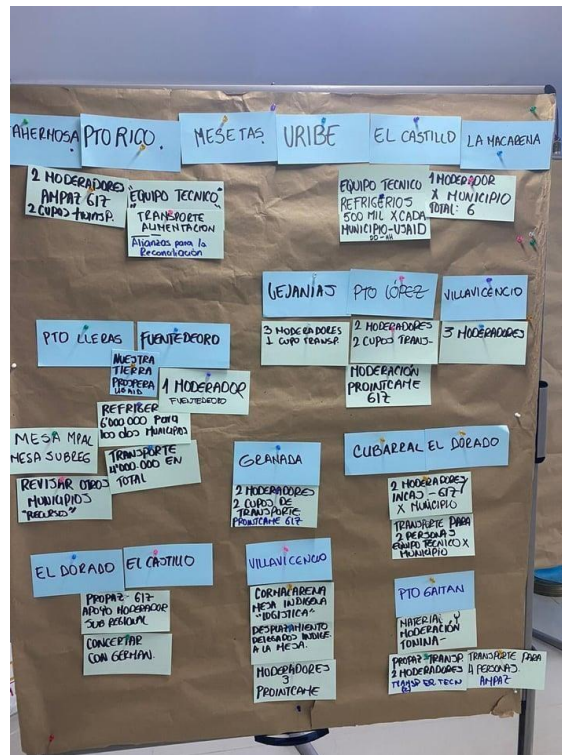 AHERMOSA
PTO RICO.
MESETAS.
URIBE
EL CASTILLO
LA MACARENA
2 MODERADORES
AMPAZ 617
2 CUPOS transp.
"EQUIPO TECNICO"
TRANSPORTE
ALIMENTACION
Alianzas para la
Reconciliación
EQUIPO TECNICO
REFRIGERIOS
500 MIL X CADA
MUNICIPIO-USAID
1 MODERADOR
X MUNICIPIO
TOTAL: 6
LEJANIAS
PTO LÓPEZ
VILLAVICENCIO
3 MODERADORES
1 CUPO TRANSP.
2 MODERADORES
2 CUPOS TRANS-
3 MODERADORES
MODERACIÓN
PROINTCAME
617
PTO LLERAS
FUENTEDEORO
NUESTRA
TIERRA
PROSPERA
USAID
1 MODERADOR
FUENTEDEORO
REFRIGER
6'000.000 Para
los dos MUNICIPIOS
TRANSPORTE
4'000.000 EN
TOTAL
MESA MPAL
MESA SUBREG
REVISAR OTROS
MUNICIPIOS
"RECURSOS"
GRANADA
2 MODERADORES
2 CUPOS DE
TRANSPORTE
PROINTCAME 617
CUBARRAL
EL DORADO
2 MODERADORES
INCAS - 617
X MUNICIPIO
TRANSPORTE PARA
2 PERSONAS
EQUIPO TECNICO X
MUNICIPIO
EL DORADO
EL CASTILLO
PROPAZ - 617
APOYO MODERADOR
SUB REGIONAL
CONCERTAR
CON GERMAN.
VILLAVICENCIO
CORMACARENA
MESA INDIGENA
"LOGISTICA"
DESPLAZAMIENTO
DELEGADOS INDIGE.
A LA MESA.
MODERADORES
3
PROINTCAME
PTO GAITAN
MATERIAL Y
MODERACIÓN
TONINA-
PROPAZ TRANSP.
2 MODERADORES
TRANSPORTE PARA
4 PERSONAS.
AMPAZ